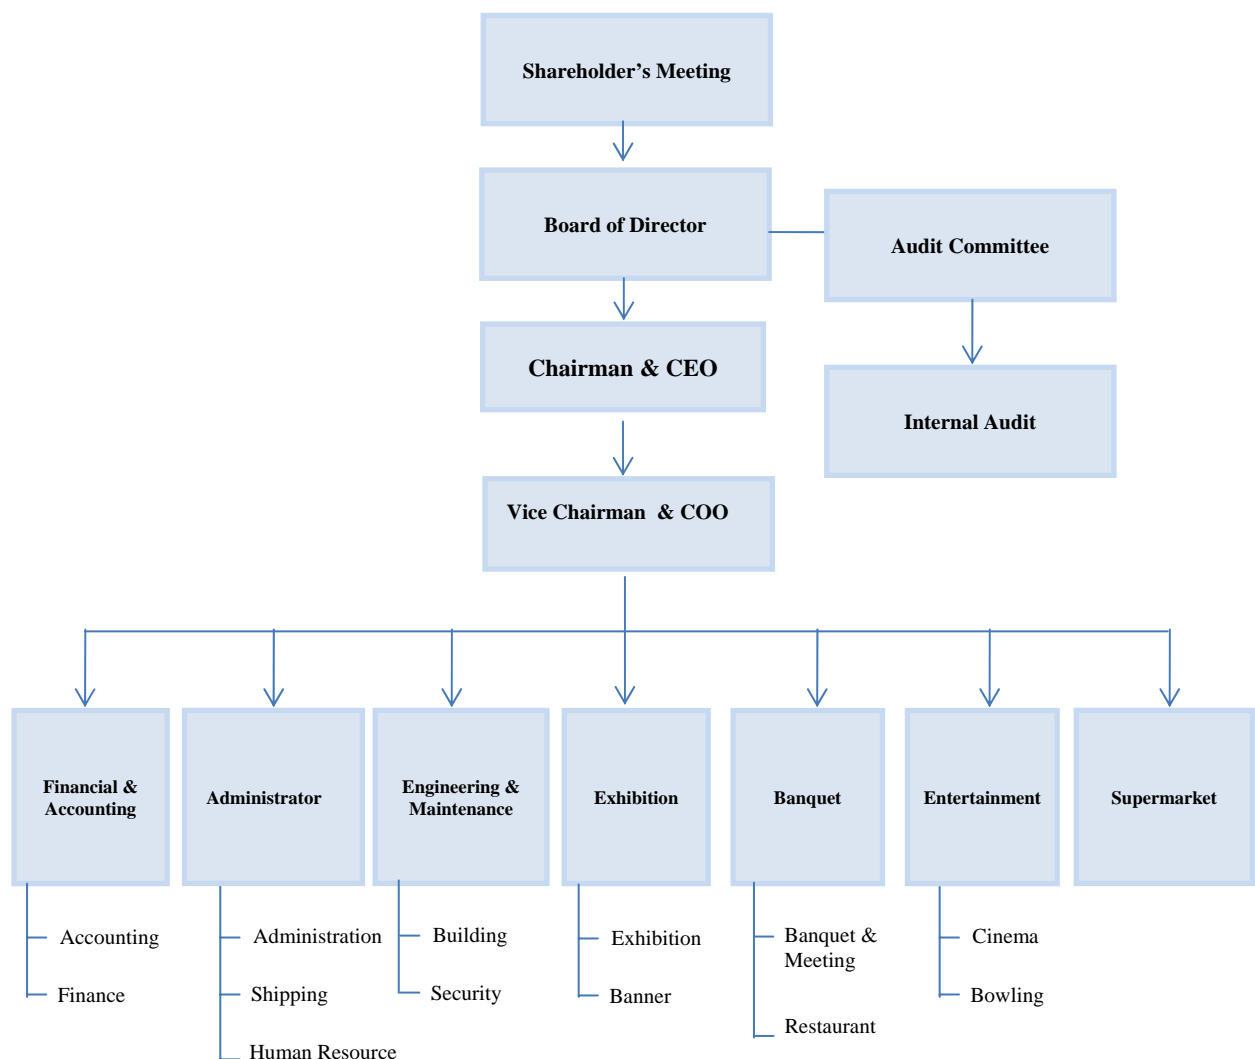 Shareholder’s Meeting
Board of Director
Audit Committee
Chairman & CEO
Internal Audit
Vice Chairman  & COO
Financial &
Accounting
Administrator
Engineering &
Maintenance
Exhibition
Banquet
Entertainment
Supermarket
Accounting
Finance
Administration
Shipping
Human Resource
Building
Security
Exhibition
Banner
Banquet &
Meeting
Restaurant
Cinema
Bowling